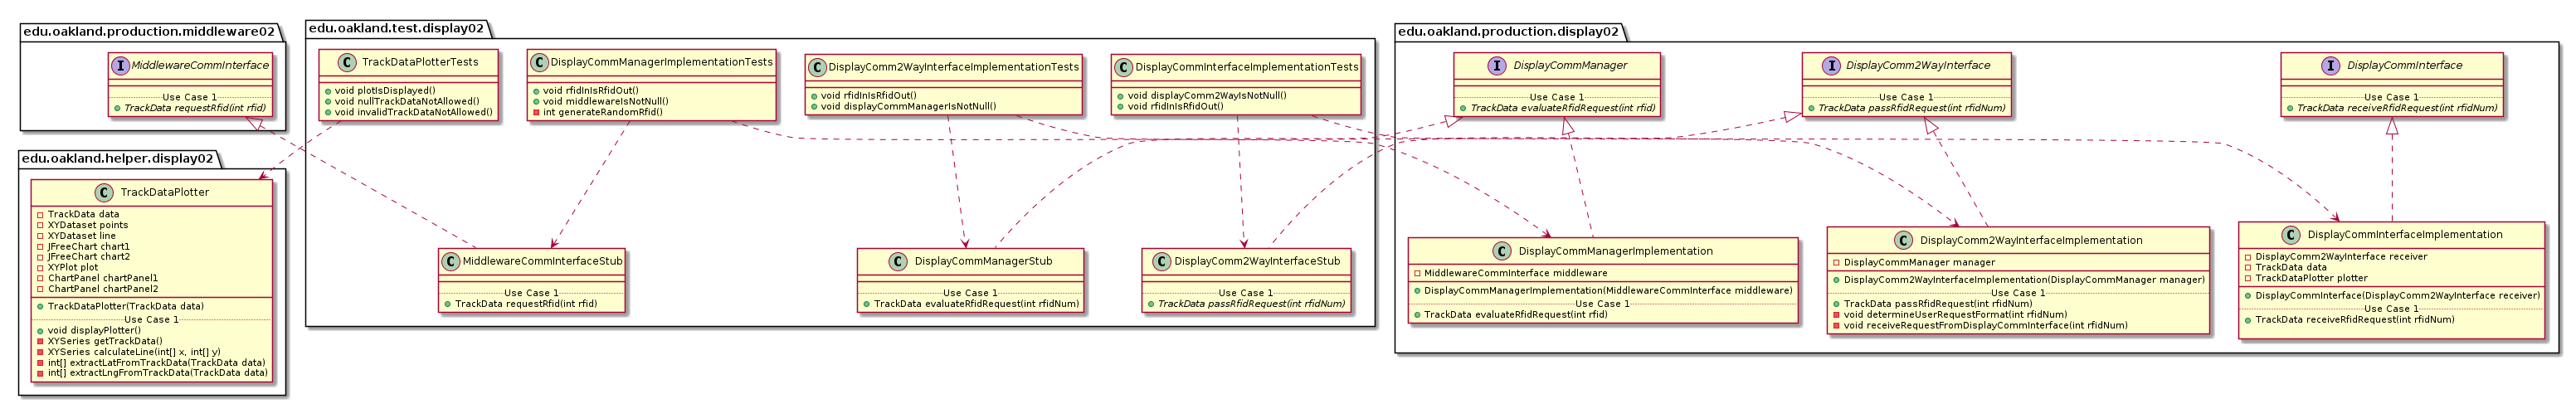 edu.oakland.production.middleware02
I MiddlewareCommInterface
Use Case 1
TrackData requestRfid(int rfid)
edu.oakland.helper.display02
C TrackDataPlotter
TrackData data
XYDataset points
XYDataset line
JFreeChart chart1
JFreeChart chart2
XYPlot plot
ChartPanel chartPanel1
ChartPanel chartPanel2
TrackDataPlotter(TrackData data)
Use Case 1
void displayPlotter()
XYSeries getTrackData()
XYSeries calculateLine(int[] x, int[] y)
int[] extractLatFromTrackData(TrackData data)
int[] extractLngFromTrackData(TrackData data)
edu.oakland.test.display02
C TrackDataPlotterTests
void plotIsDisplayed()
void nullTrackDataNotAllowed()
void invalidTrackDataNotAllowed()
C DisplayCommManagerImplementationTests
void rfidInIsRfidOut()
void middlewareIsNotNull()
int generateRandomRfid()
C DisplayComm2WayInterfaceImplementationTests
void rfidInIsRfidOut()
void displayCommManagerIsNotNull()
C DisplayCommInterfaceImplementationTests
void displayComm2WayIsNotNull()
void rfidInIsRfidOut()
C MiddlewareCommInterfaceStub
Use Case 1
TrackData requestRfid(int rfid)
C DisplayCommManagerStub
Use Case 1
TrackData evaluateRfidRequest(int rfidNum)
C DisplayComm2WayInterfaceStub
Use Case 1
TrackData passRfidRequest(int rfidNum)
edu.oakland.production.display02
I DisplayCommManager
Use Case 1
TrackData evaluateRfidRequest(int rfid)
I DisplayComm2WayInterface
Use Case 1
TrackData passRfidRequest(int rfidNum)
I DisplayCommInterface
Use Case 1
TrackData receiveRfidRequest(int rfidNum)
C DisplayCommManagerImplementation
MiddlewareCommInterface middleware
DisplayCommManagerImplementation(MiddlewareCommInterface middleware)
Use Case 1
TrackData evaluateRfidRequest(int rfid)
C DisplayComm2WayInterfaceImplementation
DisplayCommManager manager
DisplayComm2WayInterfaceImplementation(DisplayCommManager manager)
Use Case 1
TrackData passRfidRequest(int rfidNum)
void determineUserRequestFormat(int rfidNum)
void receiveRequestFromDisplayCommInterface(int rfidNum)
C DisplayCommInterfaceImplementation
DisplayComm2WayInterface receiver
TrackData data
TrackDataPlotter plotter
DisplayCommInterface(DisplayComm2WayInterface receiver)
Use Case 1
TrackData receiveRfidRequest(int rfidNum)